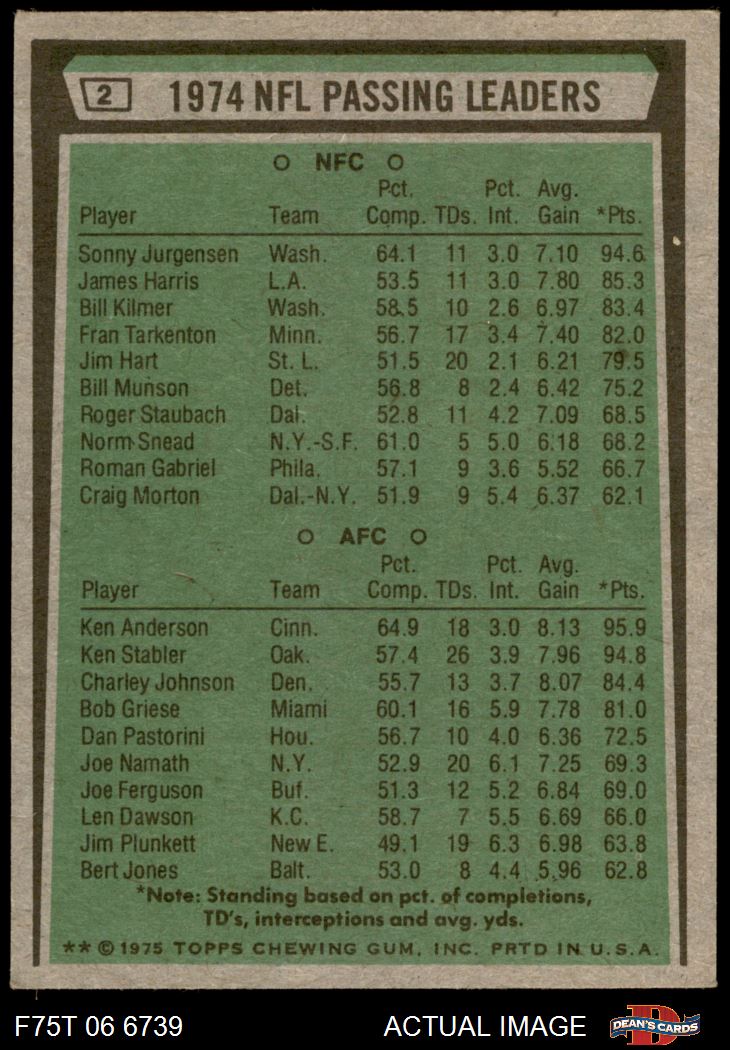 2 1974 NFL PASSING LEADERS
O NFC O
Pct. Pct. Avg.
Player Team Comp. TDs. Int. Gain *Pts.
Sonny Jurgensen Wash. 64.1 11 3.0 7.10 94.6
James Harris L.A. 53.5 11 3.0 7.80 85.3
Bill Kilmer Wash. 58.5 10 2.6 6.97 83.4
Fran Tarkenton Minn. 56.7 17 3.4 7.40 82.0
Jim Hart St. L. 51.5 20 2.1 6.21 79.5
Bill Munson Det. 56.8 8 2.4 6.42 75.2
Roger Staubach Dal. 52.8 11 4.2 7.09 68.5
Norm Snead N.Y.-S.F. 61.0 5 5.0 6.18 68.2
Roman Gabriel Phila. 57.1 9 3.6 5.52 66.7
Craig Morton Dal.-N.Y. 51.9 9 5.4 6.37 62.1
O AFC O
Pct. Pct. Avg.
Player Team Comp. TDs. Int. Gain *Pts.
Ken Anderson Cinn. 64.9 18 3.0 8.13 95.9
Ken Stabler Oak. 57.4 26 3.9 7.96 94.8
Charley Johnson Den. 55.7 13 3.7 8.07 84.4
Bob Griese Miami 60.1 16 5.9 7.78 81.0
Dan Pastorini Hou. 56.7 10 4.0 6.36 72.5
Joe Namath N.Y. 52.9 20 6.1 7.25 69.3
Joe Ferguson Buf. 51.3 12 5.2 6.84 69.0
Len Dawson K.C. 58.7 7 5.5 6.69 66.0
Jim Plunkett New E. 49.1 19 6.3 6.98 63.8
Bert Jones Balt. 53.0 8 4.4 5.96 62.8
*Note: Standing based on pct. of completions,
TD's, interceptions and avg. yds.
** © 1975 TOPPS CHEWING GUM, INC. PRTD IN U.S.A.
F75T 06 6739 ACTUAL IMAGE D DEAN'S CARDS